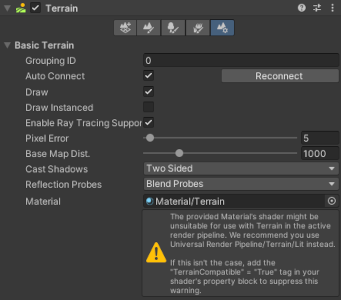 Terrain
Basic Terrain
Grouping ID 0
Auto Connect Reconnect
Draw
Draw Instanced
Enable Ray Tracing Suppor
Pixel Error 5
Base Map Dist. 1000
Cast Shadows Two Sided
Reflection Probes Blend Probes
Material Material/Terrain
The provided Material's shader might be
unsuitable for use with Terrain in the active
render pipeline. We recommend you use
Universal Render Pipeline/Terrain/Lit instead.
If this isn't the case, add the
"TerrainCompatible" = "True" tag in your
shader's property block to suppress this
warning.